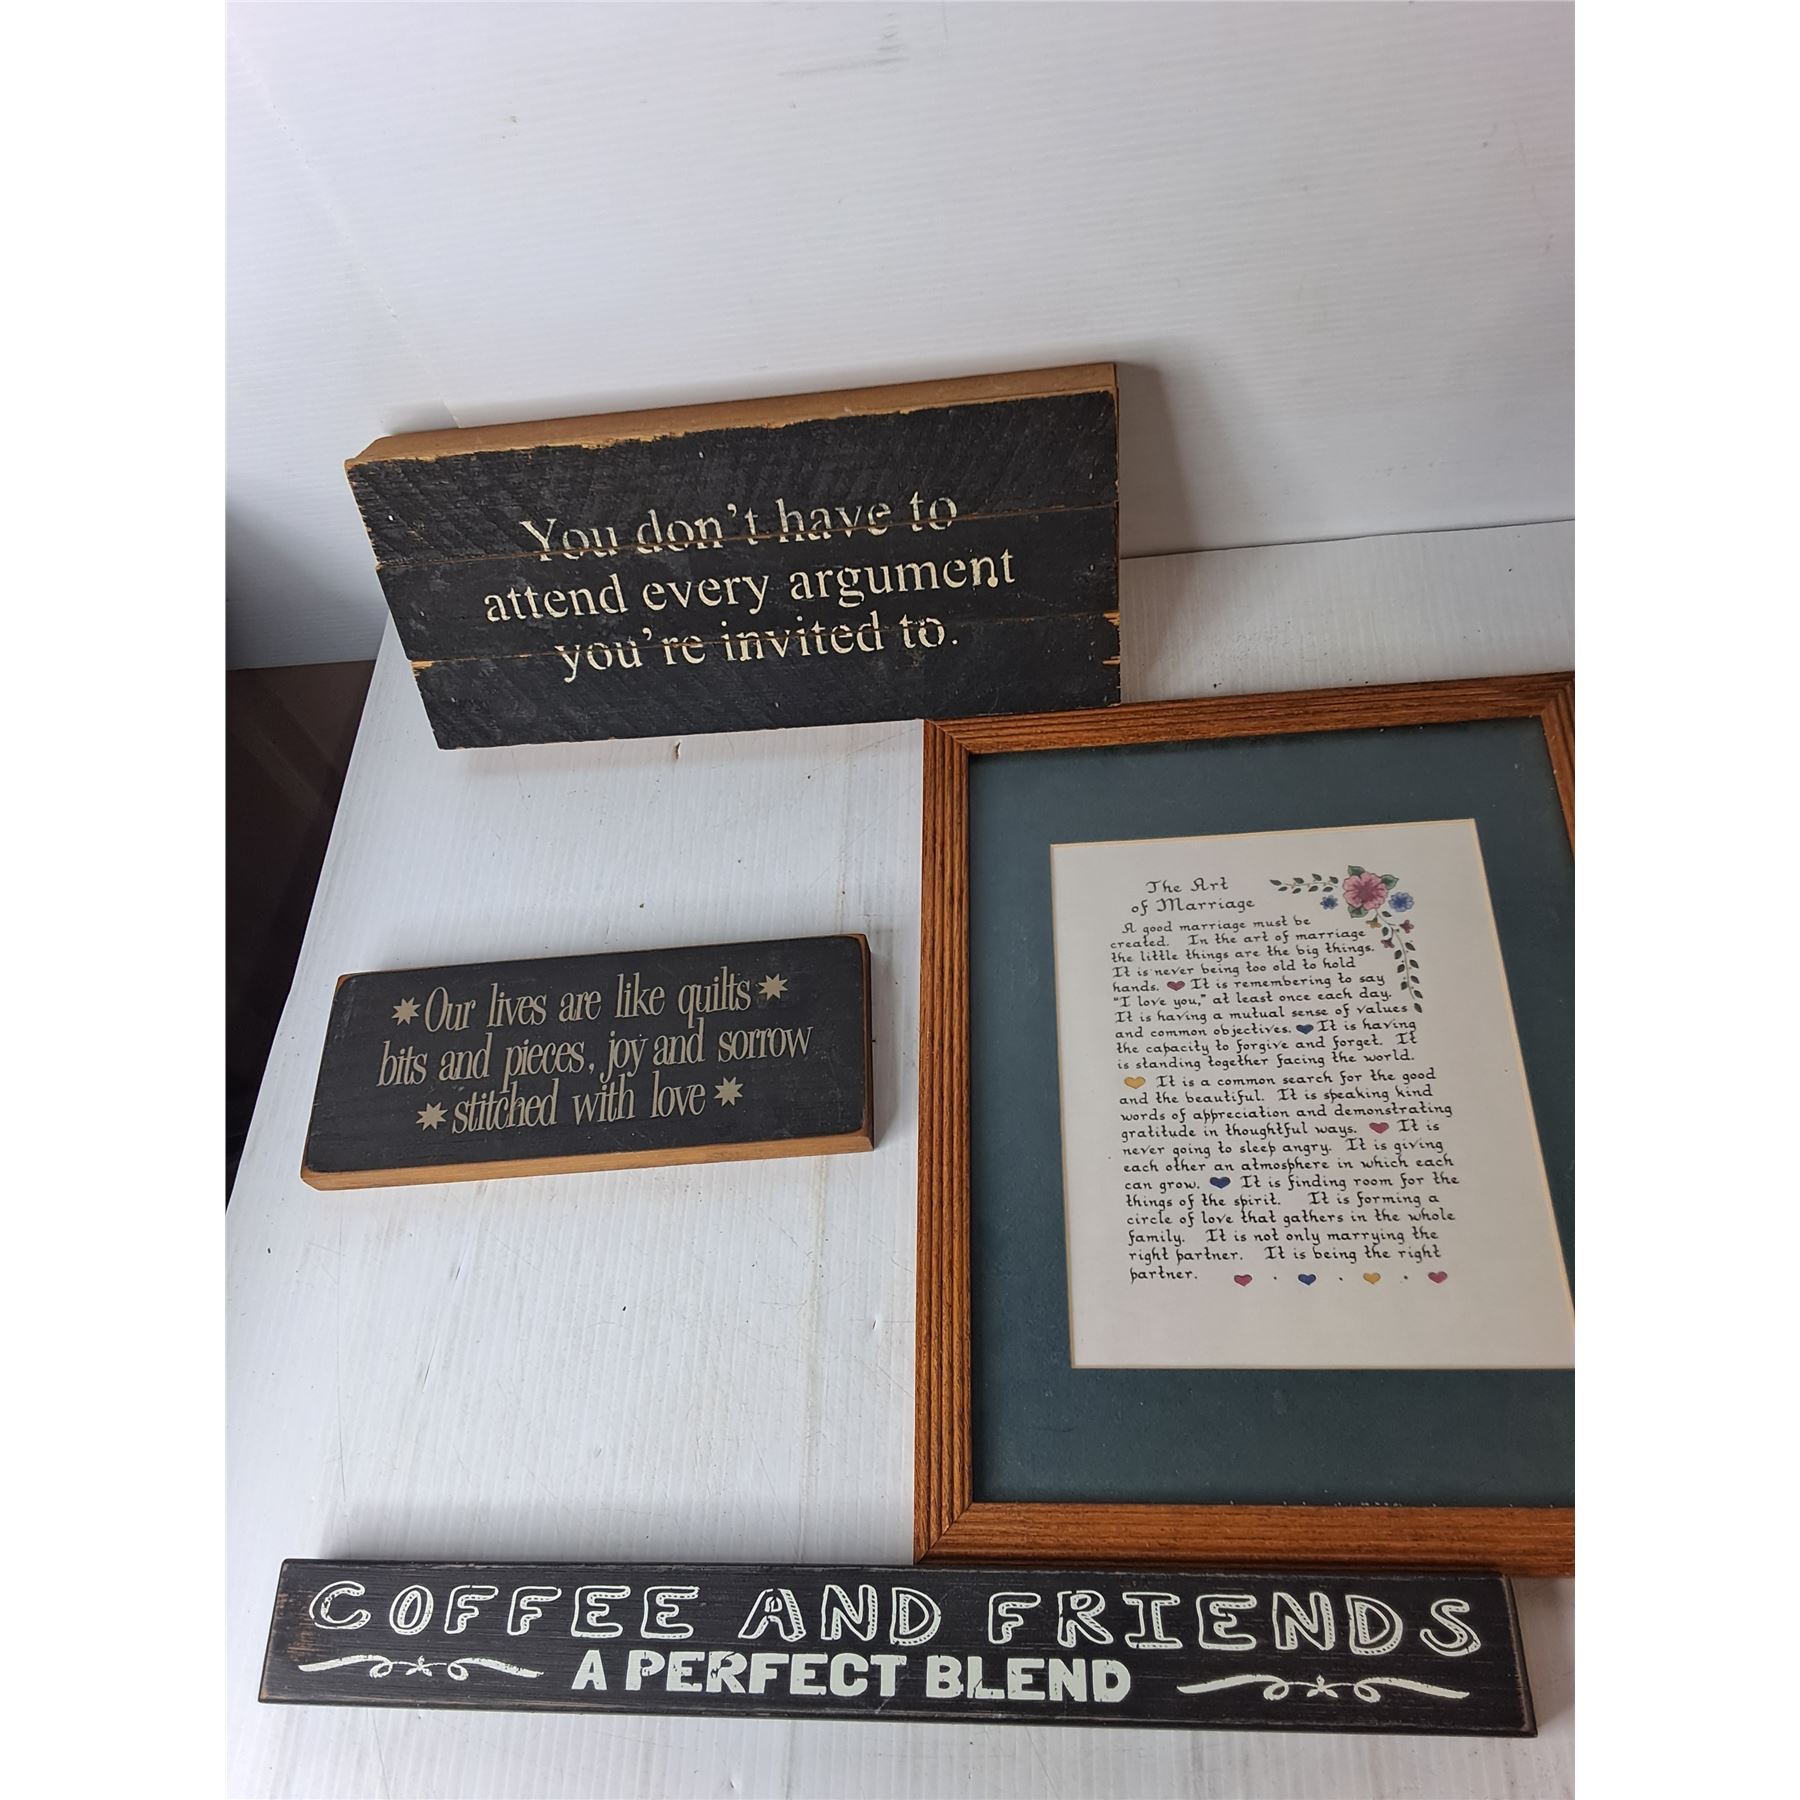 You don't have to
attend every argument
you're invited to.
Our lives are like quilts
bits and pieces, joy and sorrow
stitched with love
The Art
of Marriage
A good marriage must be
created. In the art of marriage
the little things are the big things.
It is never being too old to hold
hands. It is remembering to say
"I love you," at least once each day.
It is having a mutual sense of values
and common objectives. It is having
the capacity to forgive and forget. It
is standing together facing the world.
It is a common search for the good
and the beautiful. It is speaking kind
words of appreciation and demonstrating
gratitude in thoughtful ways. It is
never going to sleep angry. It is giving
each other an atmosphere in which each
can grow. It is finding room for the
things of the spirit. It is forming a
circle of love that gathers in the whole
family. It is not only marrying the
right partner. It is being the right
partner.
COFFEE AND FRIENDS
A PERFECT BLEND